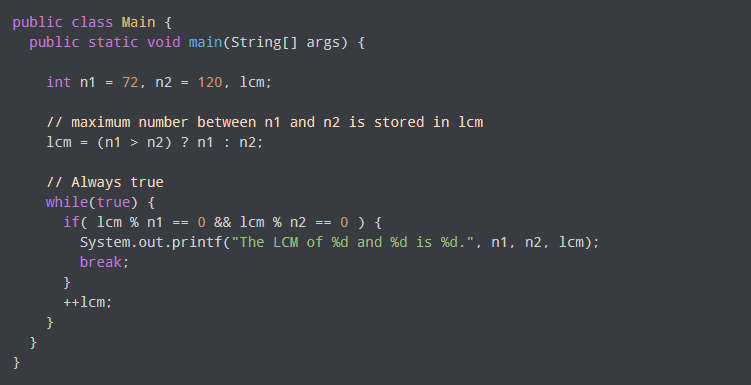 public class Main {
  public static void main(String[] args) {

    int n1 = 72, n2 = 120, lcm;

    // maximum number between n1 and n2 is stored in lcm
    lcm = (n1 > n2) ? n1 : n2;

    // Always true
    while(true) {
      if( lcm % n1 == 0 && lcm % n2 == 0 ) {
        System.out.printf("The LCM of %d and %d is %d.", n1, n2, lcm);
        break;
      }
      ++lcm;
    }
  }
}